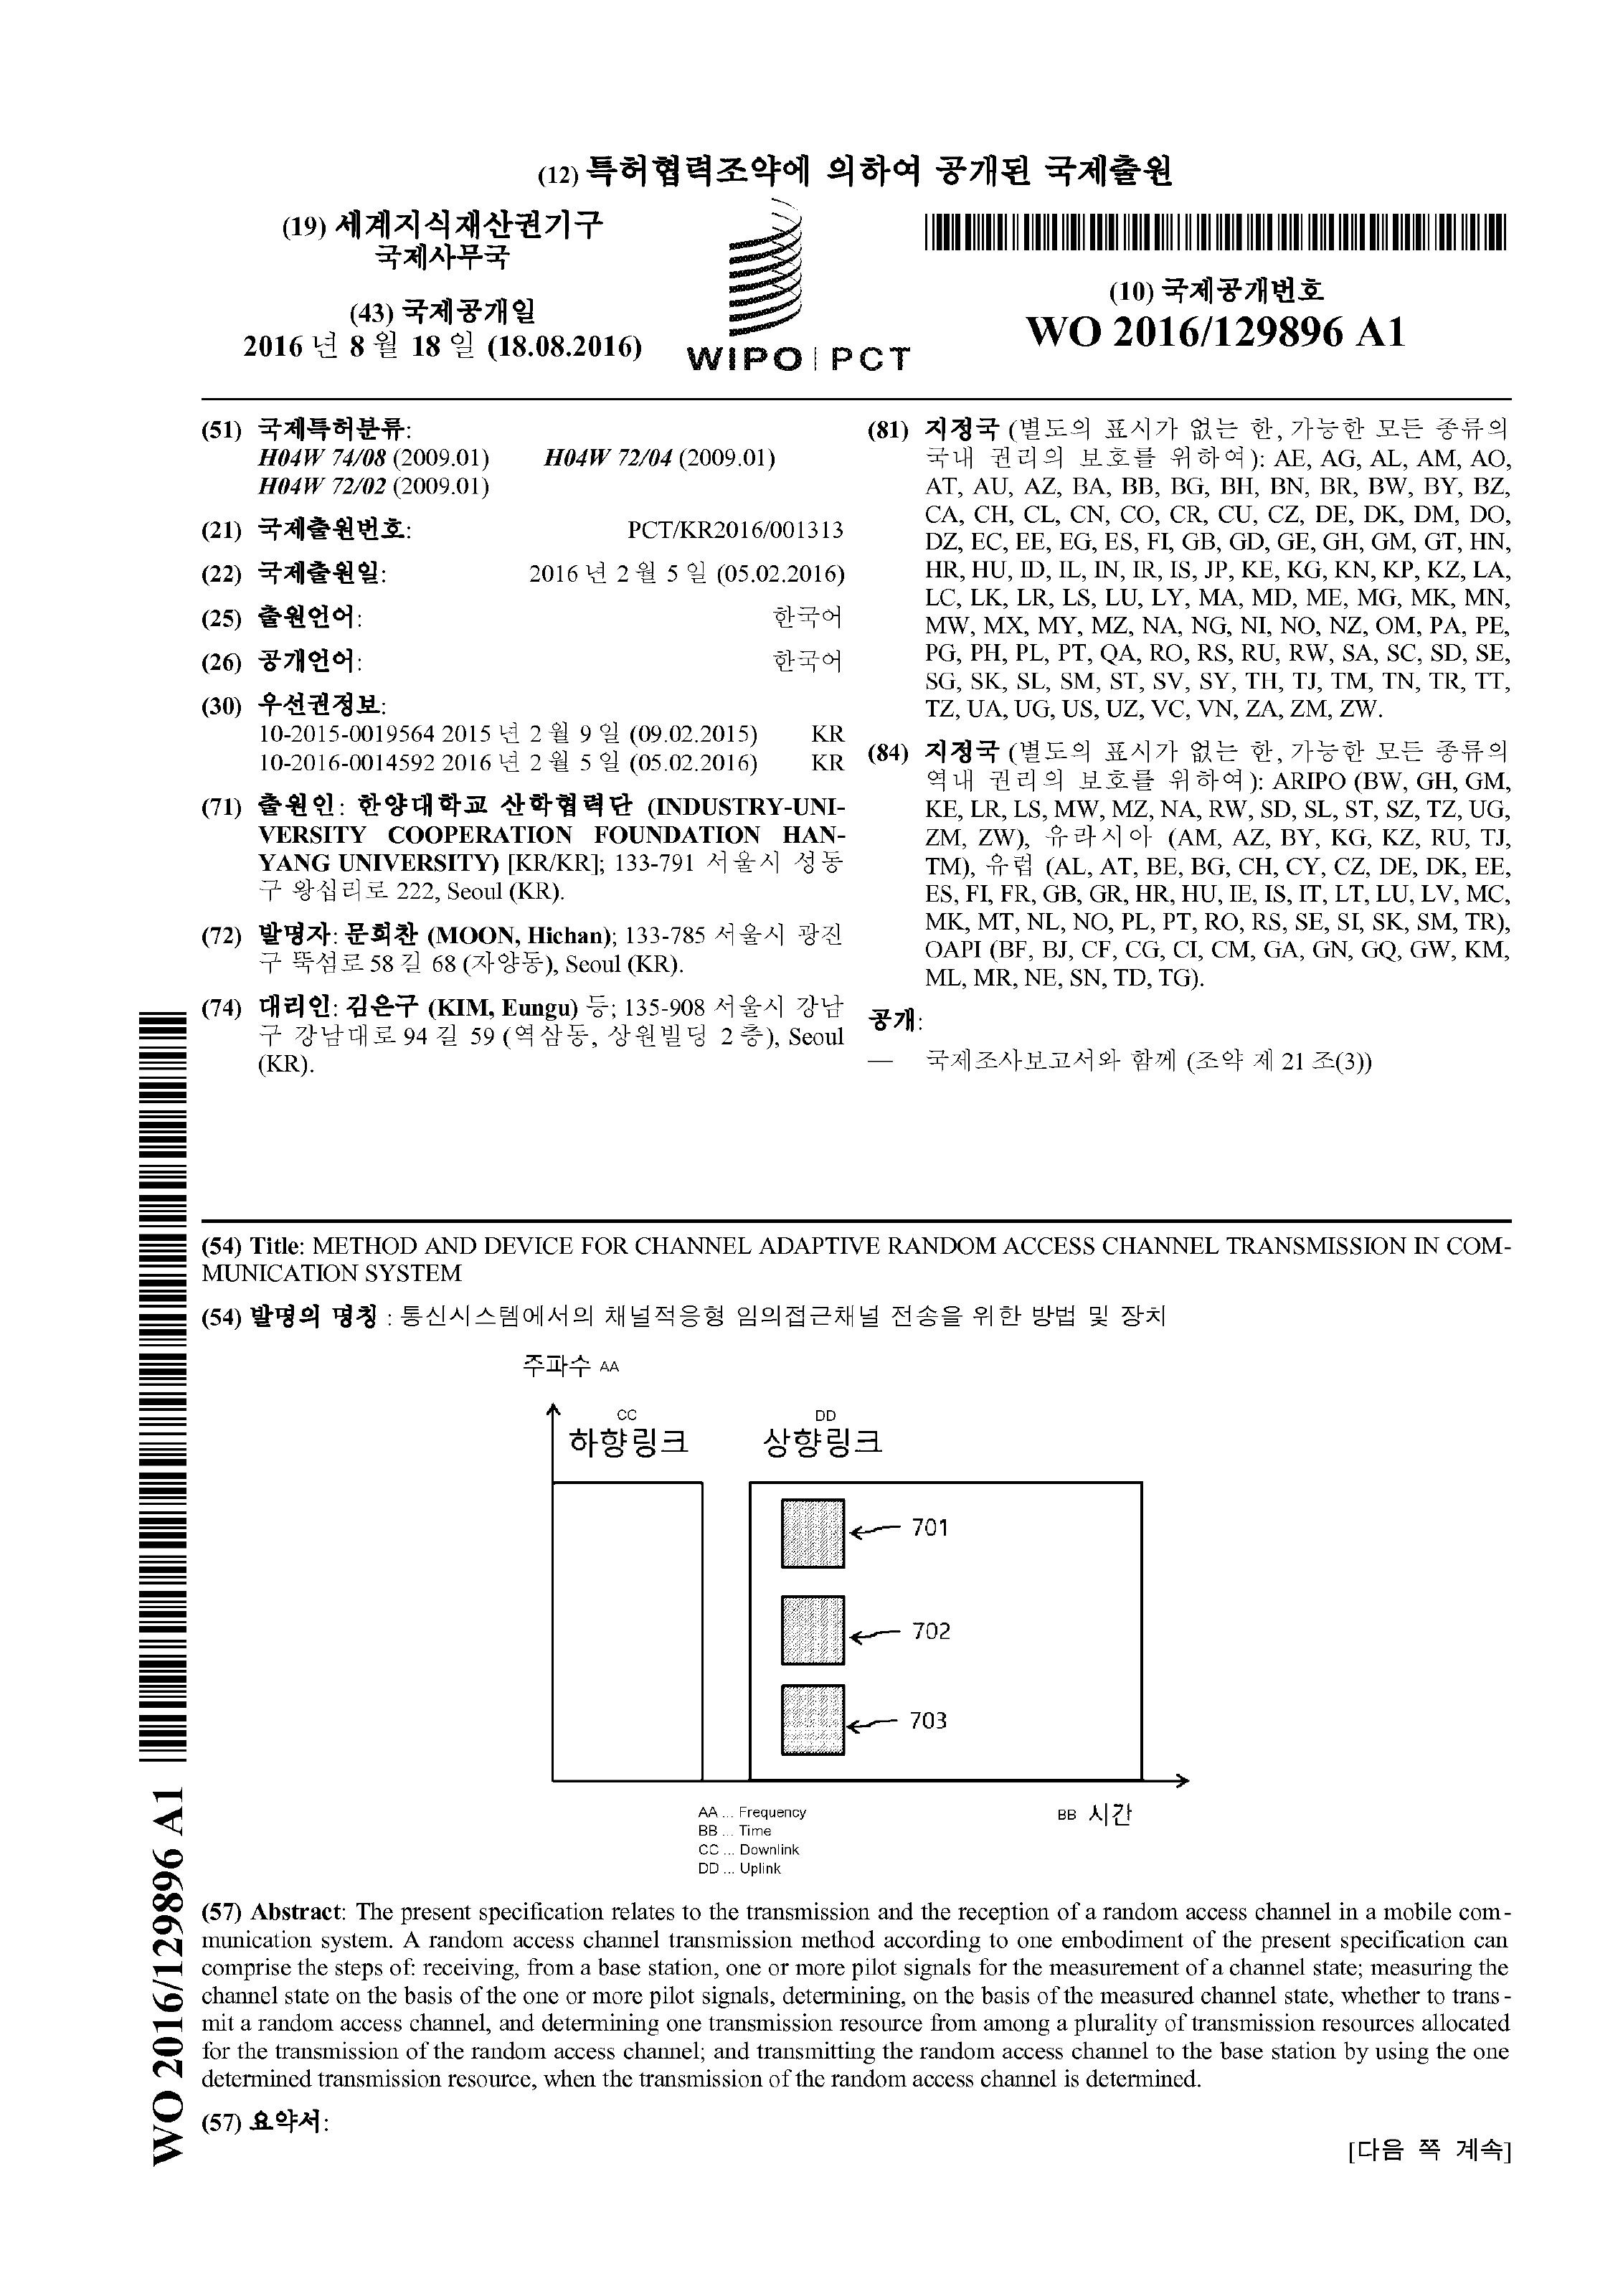 (12) 특허협력조약에 의하여 공개된 국제출원
(19) 세계지식재산권기구
국제사무국
(43) 국제공개일
2016 년 8 월 18 일 (18.08.2016)
WIPO | PCT
(10) 국제공개번호
WO 2016/129896 A1
(51) 국제특허분류:
H04W 74/08 (2009.01) H04W 72/04 (2009.01)
H04W 72/02 (2009.01)
(21) 국제출원번호: PCT/KR2016/001313
(22) 국제출원일: 2016 년 2 월 5 일 (05.02.2016)
(25) 출원언어: 한국어
(26) 공개언어: 한국어
(30) 우선권정보:
10-2015-0019564 2015 년 2 월 9 일 (09.02.2015) KR
10-2016-0014592 2016 년 2 월 5 일 (05.02.2016) KR
(71) 출원인: 한양대학교 산학협력단 (INDUSTRY-UNI-
VERSITY COOPERATION FOUNDATION HAN-
YANG UNIVERSITY) [KR/KR]; 133-791 서울시 성동
구 왕십리로 222, Seoul (KR).
(72) 발명자: 문희찬 (MOON, Hichan); 133-785 서울시 광진
구 뚝섬로 58 길 68 (자양동), Seoul (KR).
(74) 대리인: 김은구 (KIM, Eungu) 등; 135-908 서울시 강남
구 강남대로 94 길 59 (역삼동, 상원빌딩 2 층), Seoul
(KR).
(81) 지정국 (별도의 표시가 없는 한, 가능한 모든 종류의
국내 권리의 보호를 위하여): AE, AG, AL, AM, AO,
AT, AU, AZ, BA, BB, BG, BH, BN, BR, BW, BY, BZ,
CA, CH, CL, CN, CO, CR, CU, CZ, DE, DK, DM, DO,
DZ, EC, EE, EG, ES, FI, GB, GD, GE, GH, GM, GT, HN,
HR, HU, ID, IL, IN, IR, IS, JP, KE, KG, KN, KP, KZ, LA,
LC, LK, LR, LS, LU, LY, MA, MD, ME, MG, MK, MN,
MW, MX, MY, MZ, NA, NG, NI, NO, NZ, OM, PA, PE,
PG, PH, PL, PT, QA, RO, RS, RU, RW, SA, SC, SD, SE,
SG, SK, SL, SM, ST, SV, SY, TH, TJ, TM, TN, TR, TT,
TZ, UA, UG, US, UZ, VC, VN, ZA, ZM, ZW.
(84) 지정국 (별도의 표시가 없는 한, 가능한 모든 종류의
역내 권리의 보호를 위하여): ARIPO (BW, GH, GM,
KE, LR, LS, MW, MZ, NA, RW, SD, SL, ST, SZ, TZ, UG,
ZM, ZW), 유라시아 (AM, AZ, BY, KG, KZ, RU, TJ,
TM), 유럽 (AL, AT, BE, BG, CH, CY, CZ, DE, DK, EE,
ES, FI, FR, GB, GR, HR, HU, IE, IS, IT, LT, LU, LV, MC,
MK, MT, NL, NO, PL, PT, RO, RS, SE, SI, SK, SM, TR),
OAPI (BF, BJ, CF, CG, CI, CM, GA, GN, GQ, GW, KM,
ML, MR, NE, SN, TD, TG).
공개:
— 국제조사보고서와 함께 (조약 제 21 조(3))
(54) Title: METHOD AND DEVICE FOR CHANNEL ADAPTIVE RANDOM ACCESS CHANNEL TRANSMISSION IN COM-
MUNICATION SYSTEM
(54) 발명의 명칭 : 통신시스템에서의 채널적응형 임의접근채널 전송을 위한 방법 및 장치
주파수 AA
CC DD
하향링크 상향링크
701
702
703
BB 시간
AA ... Frequency
BB ... Time
CC ... Downlink
DD ... Uplink
(57) Abstract: The present specification relates to the transmission and the reception of a random access channel in a mobile com-
munication system. A random access channel transmission method according to one embodiment of the present specification can
comprise the steps of: receiving, from a base station, one or more pilot signals for the measurement of a channel state; measuring the
channel state on the basis of the one or more pilot signals, determining, on the basis of the measured channel state, whether to trans-
mit a random access channel, and determining one transmission resource from among a plurality of transmission resources allocated
for the transmission of the random access channel; and transmitting the random access channel to the base station by using the one
determined transmission resource, when the transmission of the random access channel is determined.
(57) 요약서:
[다음 쪽 계속]
WO 2016/129896 A1